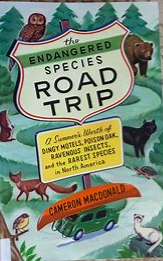 the
ENDANGERED
SPECIES
ROAD
TRIP
A Summer's Worth of
DINGY MOTELS, POISON OAK,
RAVENOUS INSECTS,
and the RAREST SPECIES
in North America
CAMERON MACDONALD